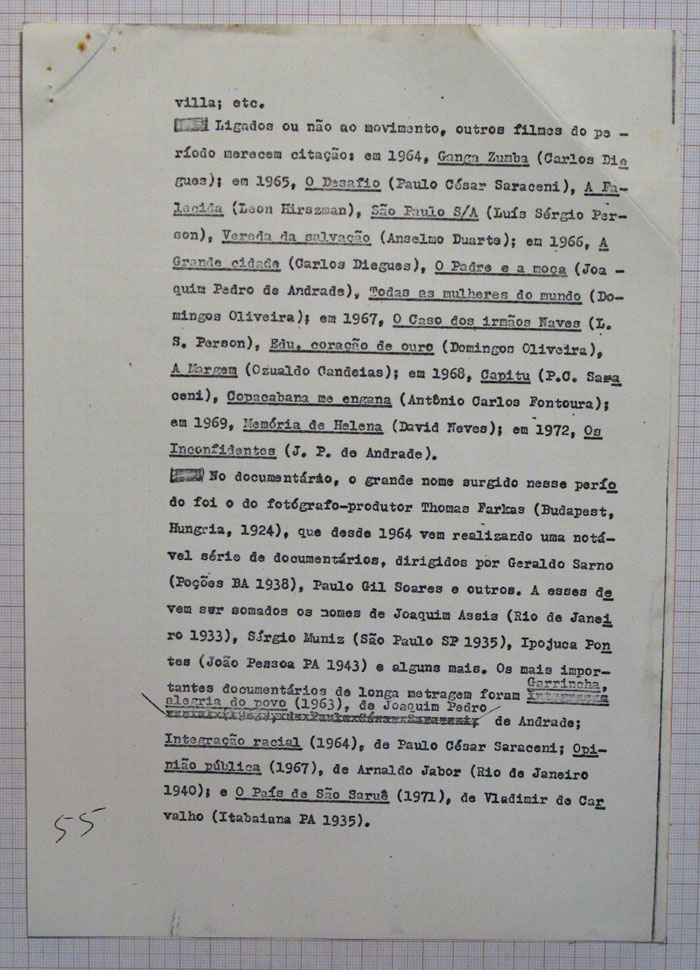 villa; etc.
Ligados ou não ao movimento, outros filmes do pe -
ríodo merecem citação: em 1964, Ganga Zumba (Carlos Die
gues); em 1965, O Desafio (Paulo César Saraceni), A Fa-
lecida (Leon Hirszman), São Paulo S/A (Luís Sérgio Per-
son), Vereda da salvação (Anselmo Duarte); em 1966, A
Grande cidade (Carlos Diegues), O Padre e a moça (Joa -
quim Pedro de Andrade), Todas as mulheres do mundo (Do-
mingos Oliveira); em 1967, O Caso dos irmãos Naves (L.
S. Person), Edu, coração de ouro (Domingos Oliveira),
A Margem (Ozualdo Candeias); em 1968, Capitu (P.C. Sara
ceni), Copacabana me engana (Antônio Carlos Fontoura);
em 1969, Memória de Helena (David Neves); em 1972, Os
Inconfidentes (J. P. de Andrade).
No documentário, o grande nome surgido nesse perío
do foi o do fotógrafo-produtor Thomas Farkas (Budapest,
Hungria, 1924), que desde 1964 vem realizando uma notá-
vel série de documentários, dirigidos por Geraldo Sarno
(Poções BA 1938), Paulo Gil Soares e outros. A esses de
vem ser somados os nomes de Joaquim Assis (Rio de Janei
ro 1933), Sérgio Muniz (São Paulo SP 1935), Ipojuca Pon
tes (João Pessoa PA 1943) e alguns mais. Os mais impor-
tantes documentários de longa metragem foram Garrincha,
alegria do povo (1963), de Joaquim Pedro
de Andrade;
Integração racial (1964), de Paulo César Saraceni; Opi-
nião pública (1967), de Arnaldo Jabor (Rio de Janeiro
1940); e O País de São Saruê (1971), de Vladimir de Car
valho (Itabaiana PA 1935).
55